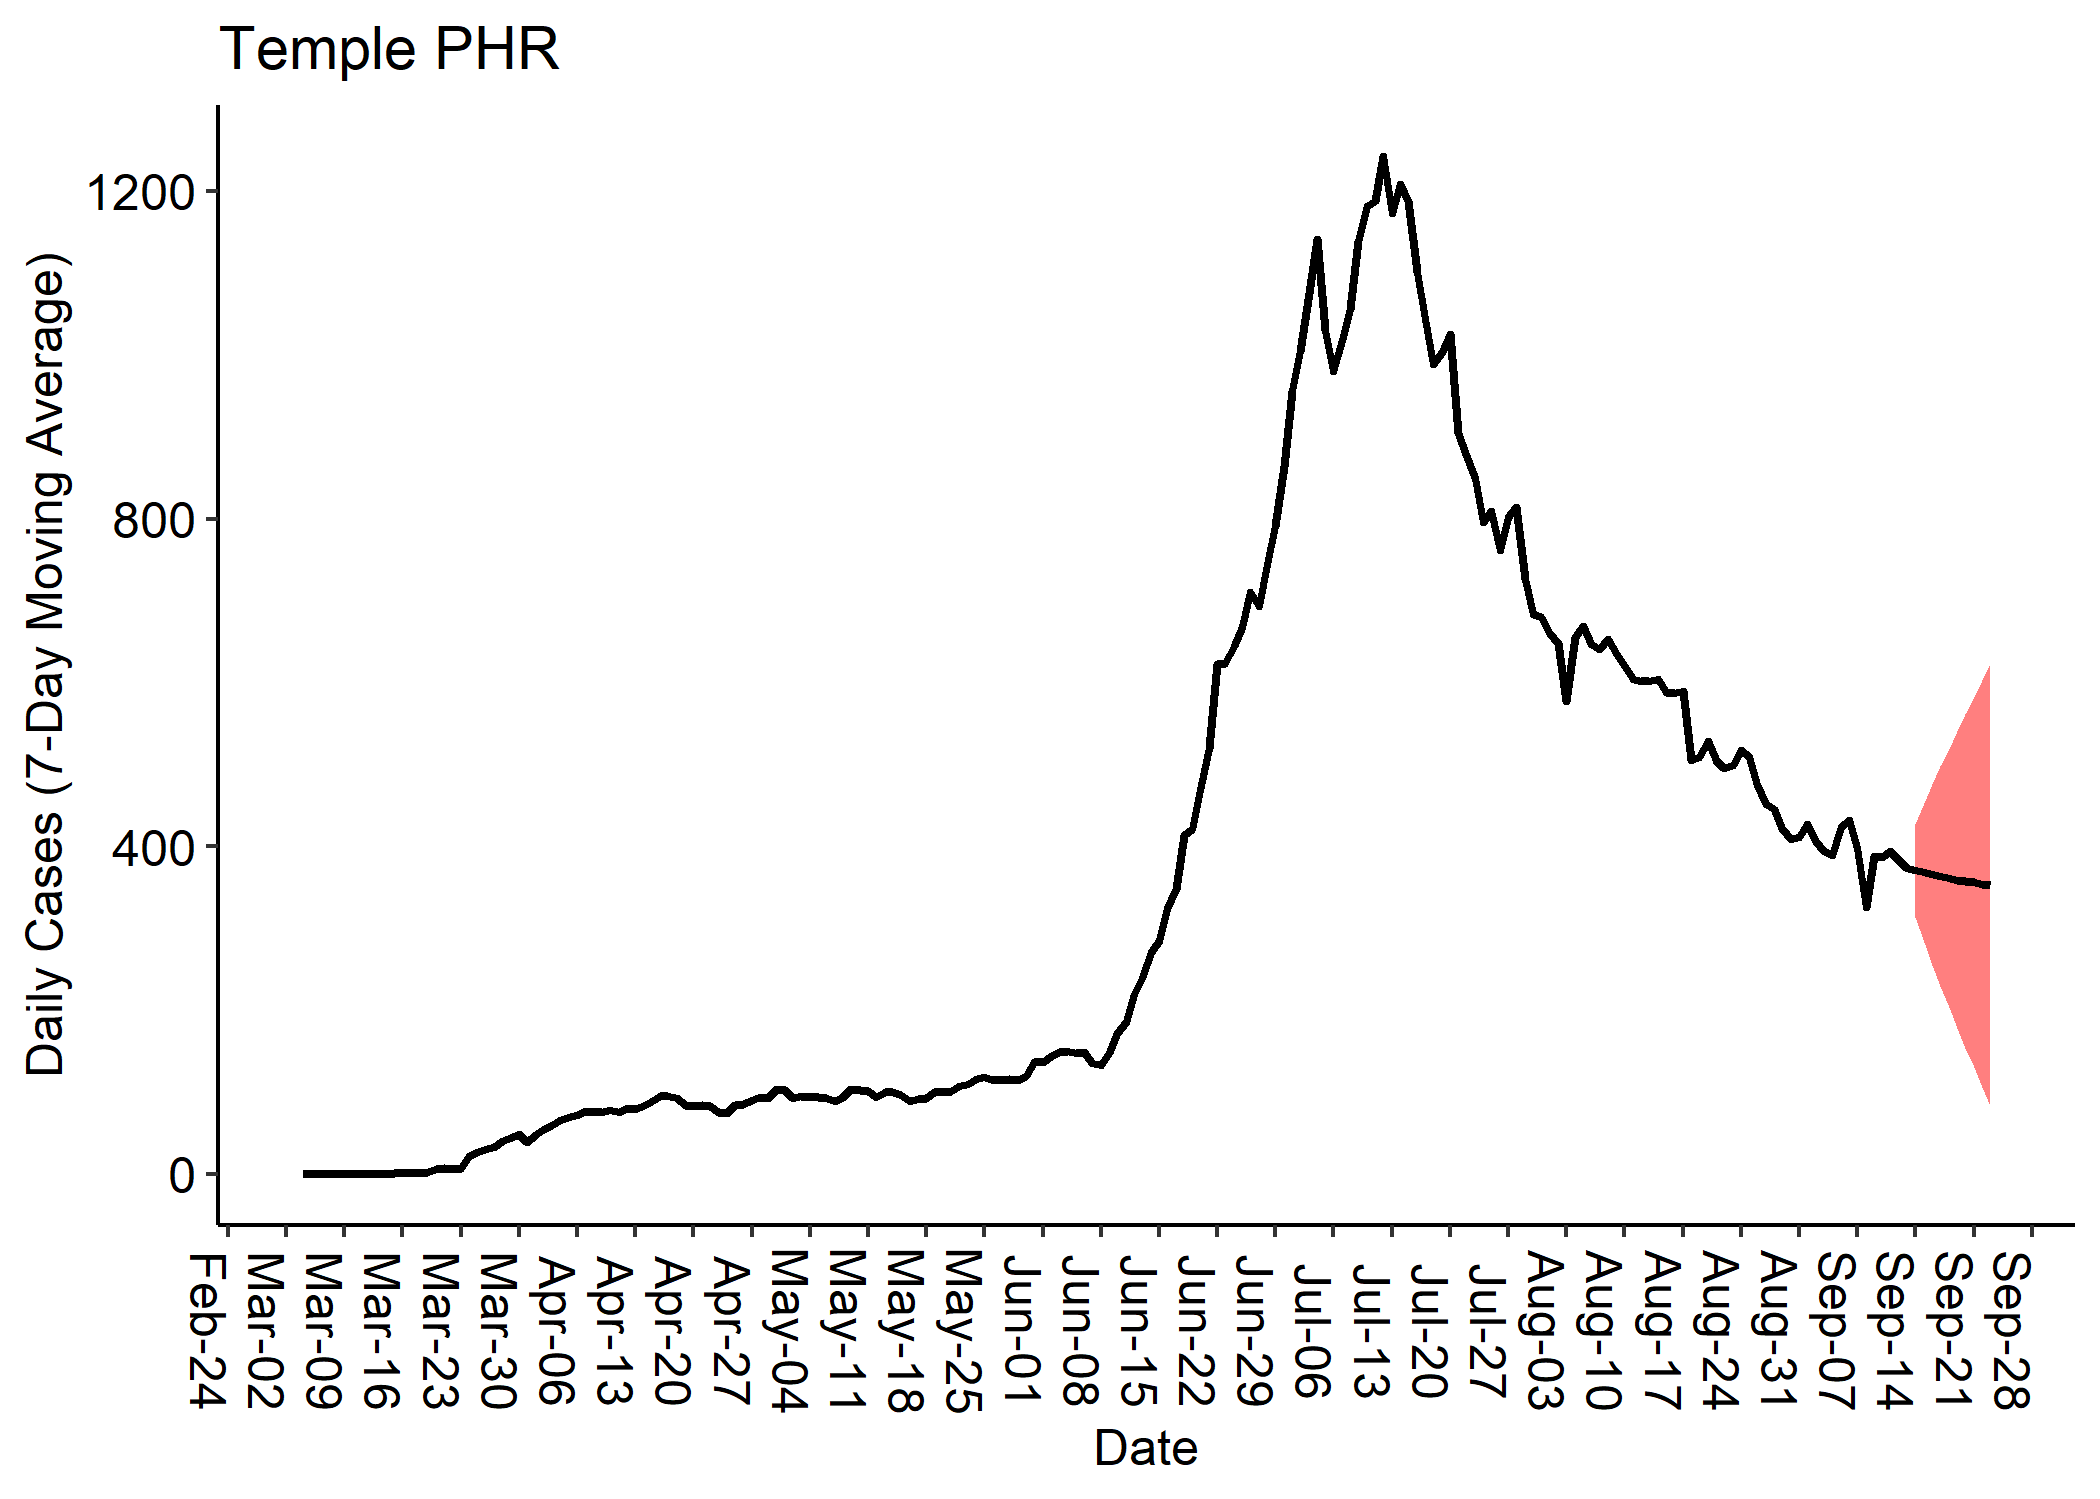 Temple PHR
Daily Cases (7-Day Moving Average)
1200
800
400
0
Feb-24
Mar-02
Mar-09
Mar-16
Mar-23
Mar-30
Apr-06
Apr-13
Apr-20
Apr-27
May-04
May-11
May-18
May-25
Jun-01
Jun-08
Jun-15
Jun-22
Jun-29
Jul-06
Jul-13
Jul-20
Jul-27
Aug-03
Aug-10
Aug-17
Aug-24
Aug-31
Sep-07
Sep-14
Sep-21
Sep-28
Date